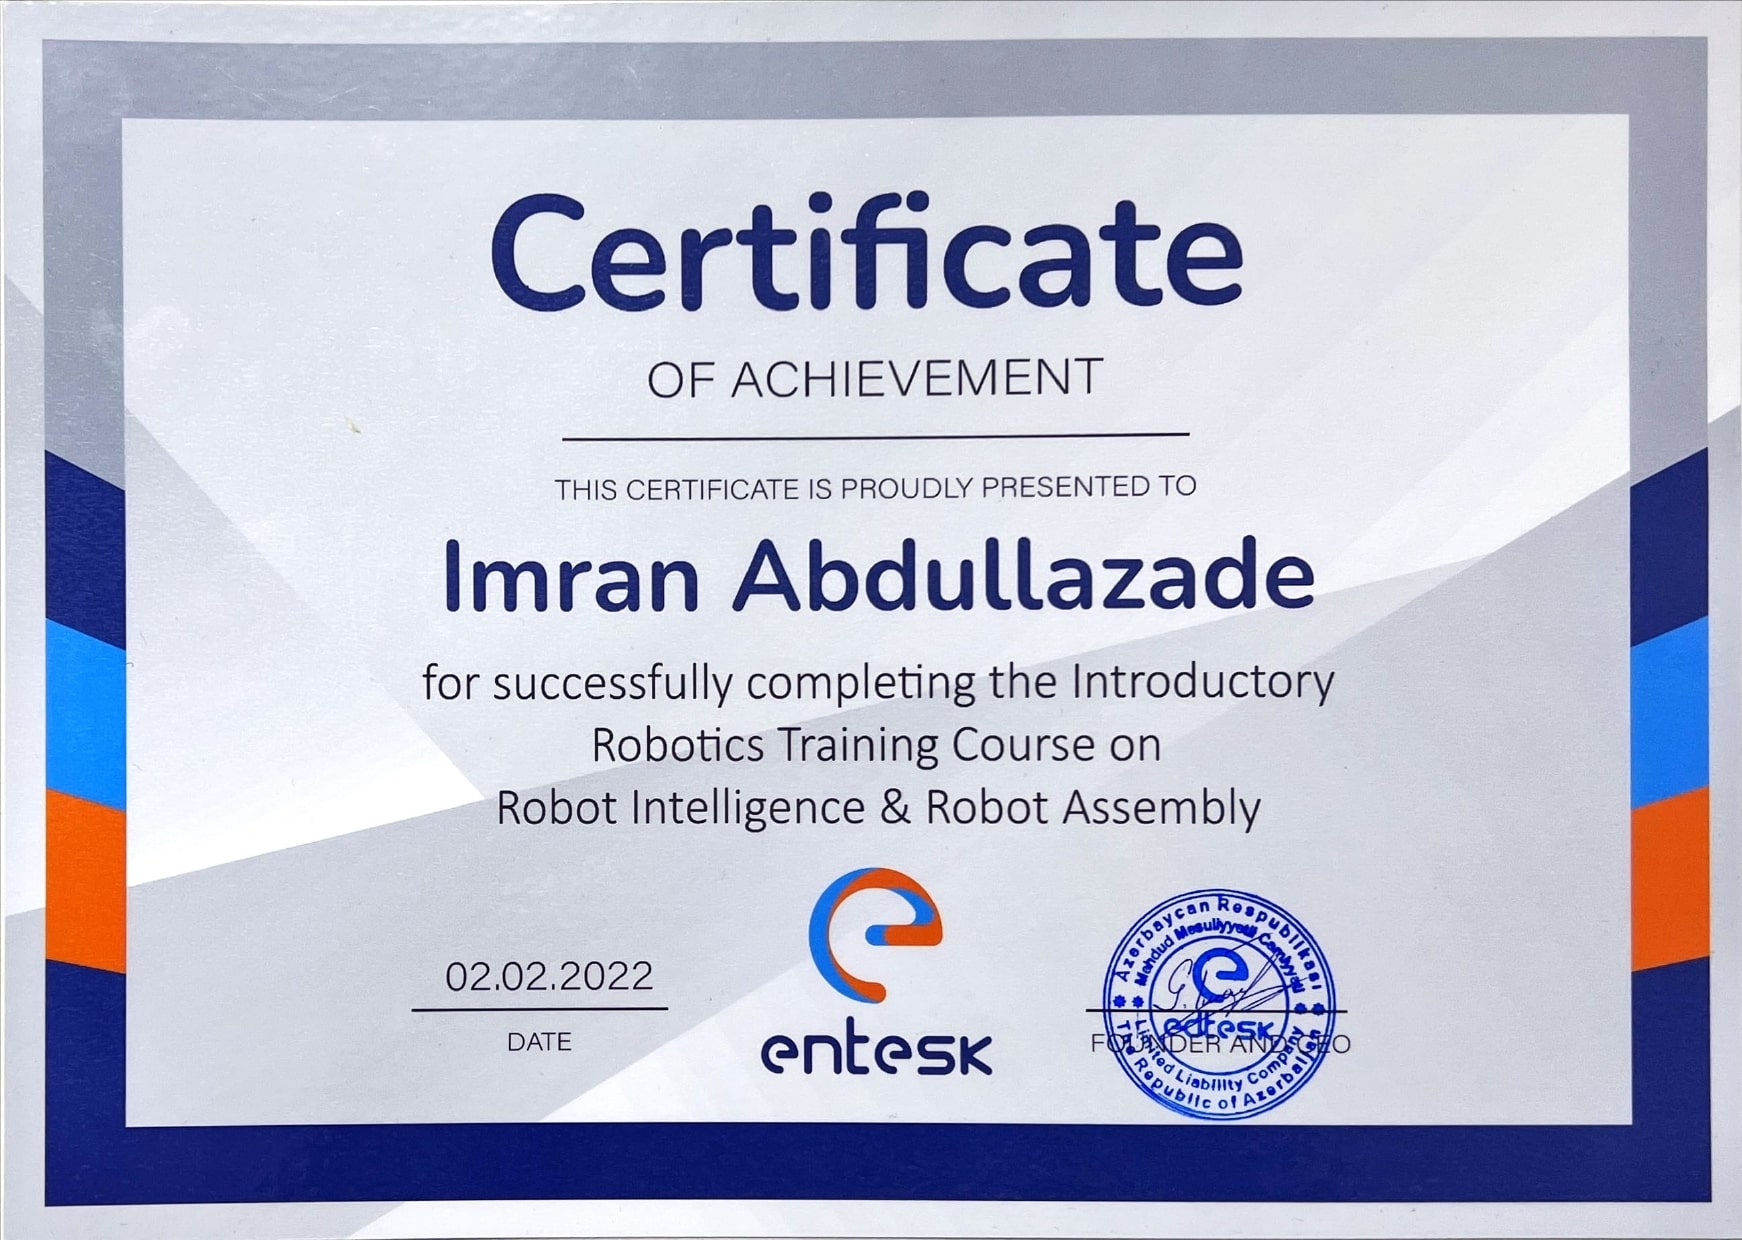 Certificate
OF ACHIEVEMENT
THIS CERTIFICATE IS PROUDLY PRESENTED TO
Imran Abdullazade
for successfully completing the Introductory
Robotics Training Course on
Robot Intelligence & Robot Assembly
02.02.2022
DATE
entesk
FOUNDER AND CEO
Azərbaycan Respublikası
Məhdud Məsuliyyətli Cəmiyyəti
edtesk
Limited Liability Company
The Republic of Azerbaijan